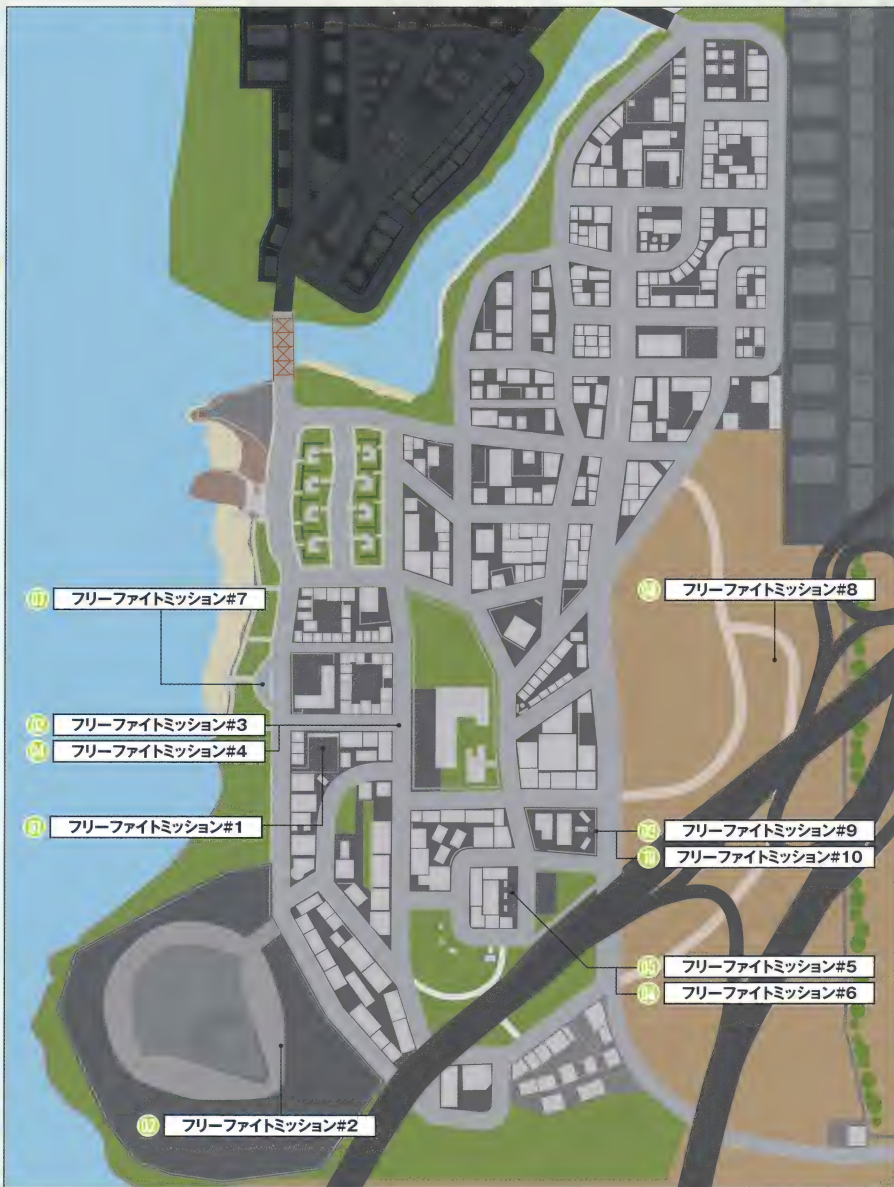 フリーファイトミッション#7
フリーファイトミッション#8
フリーファイトミッション#3
フリーファイトミッション#4
フリーファイトミッション#1
フリーファイトミッション#9
フリーファイトミッション#10
フリーファイトミッション#5
フリーファイトミッション#6
フリーファイトミッション#2